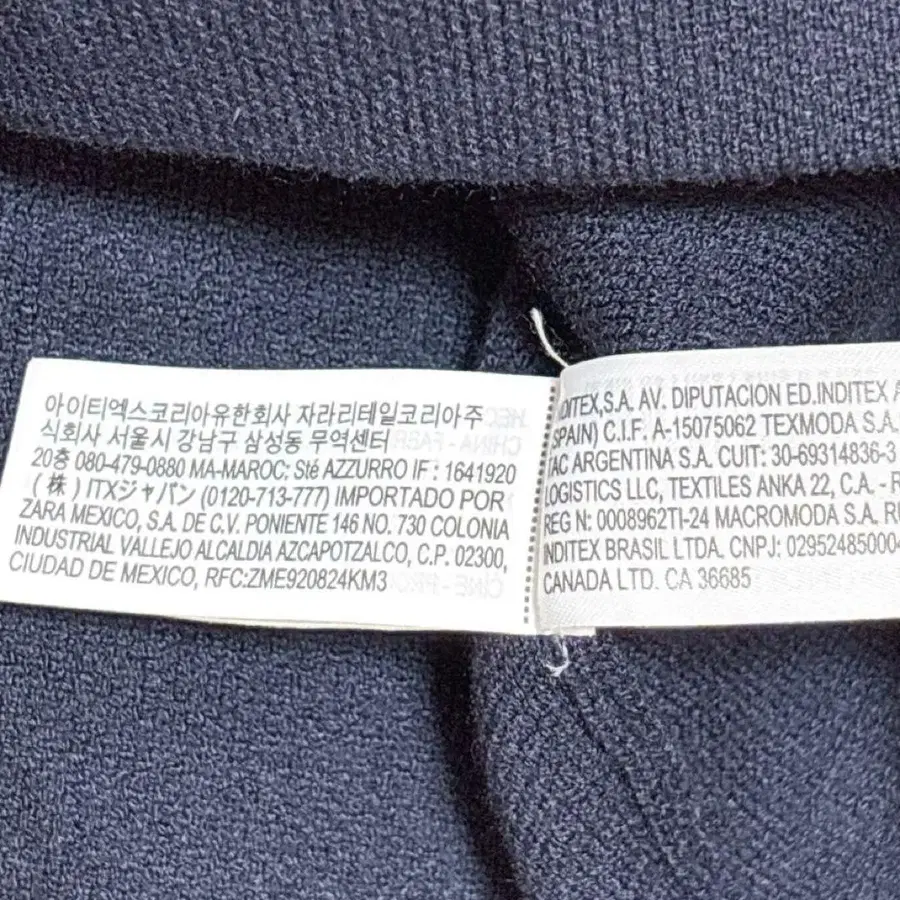 아이티엑스코리아유한회사 자라리테일코리아주
식회사 서울시 강남구 삼성동 무역센터
20층 080-479-0880 MA-MAROC: Sté AZZURRO IF : 1641920
(株) ITXジャパン (0120-713-777) IMPORTADO POR
ZARA MEXICO, S.A. DE C.V. PONIENTE 146 NO. 730 COLONIA
INDUSTRIAL VALLEJO ALCALDIA AZCAPOTZALCO, C.P. 02300,
CIUDAD DE MEXICO, RFC:ZME920824KM3
INDITEX,S.A. AV. DIPUTACION ED.INDITEX A
SPAIN) C.I.F. A-15075062 TEXMODA S.A.
TAC ARGENTINA S.A. CUIT: 30-69314836-3
LOGISTICS LLC, TEXTILES ANKA 22, C.A. - R
REG N: 0008962TI-24 MACROMODA S.A. RU
INDITEX BRASIL LTDA. CNPJ: 02952485000
CANADA LTD. CA 36685